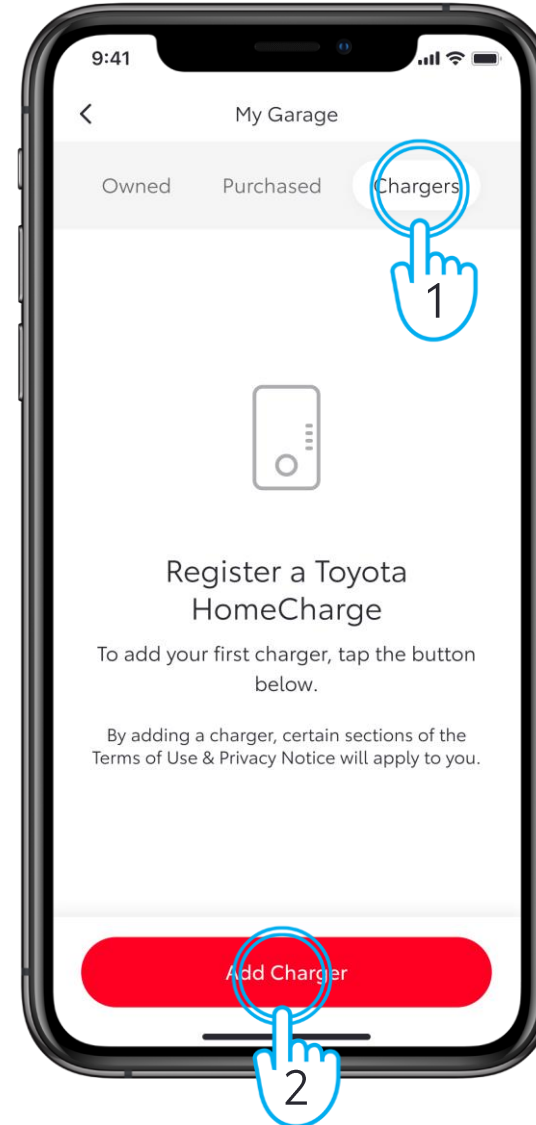 9:41
My Garage
Owned Purchased Chargers
1
Register a Toyota
HomeCharge
To add your first charger, tap the button
below.
By adding a charger, certain sections of the
Terms of Use & Privacy Notice will apply to you.
Add Charger
2